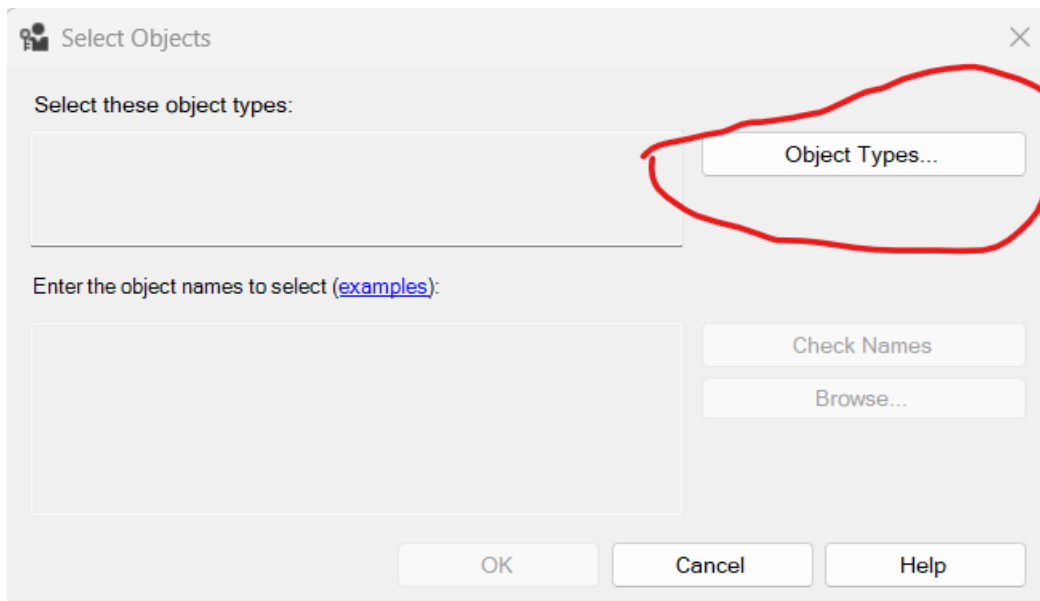 Select Objects
Select these object types:
Object Types...
Enter the object names to select (examples):
Check Names
Browse...
OK
Cancel
Help